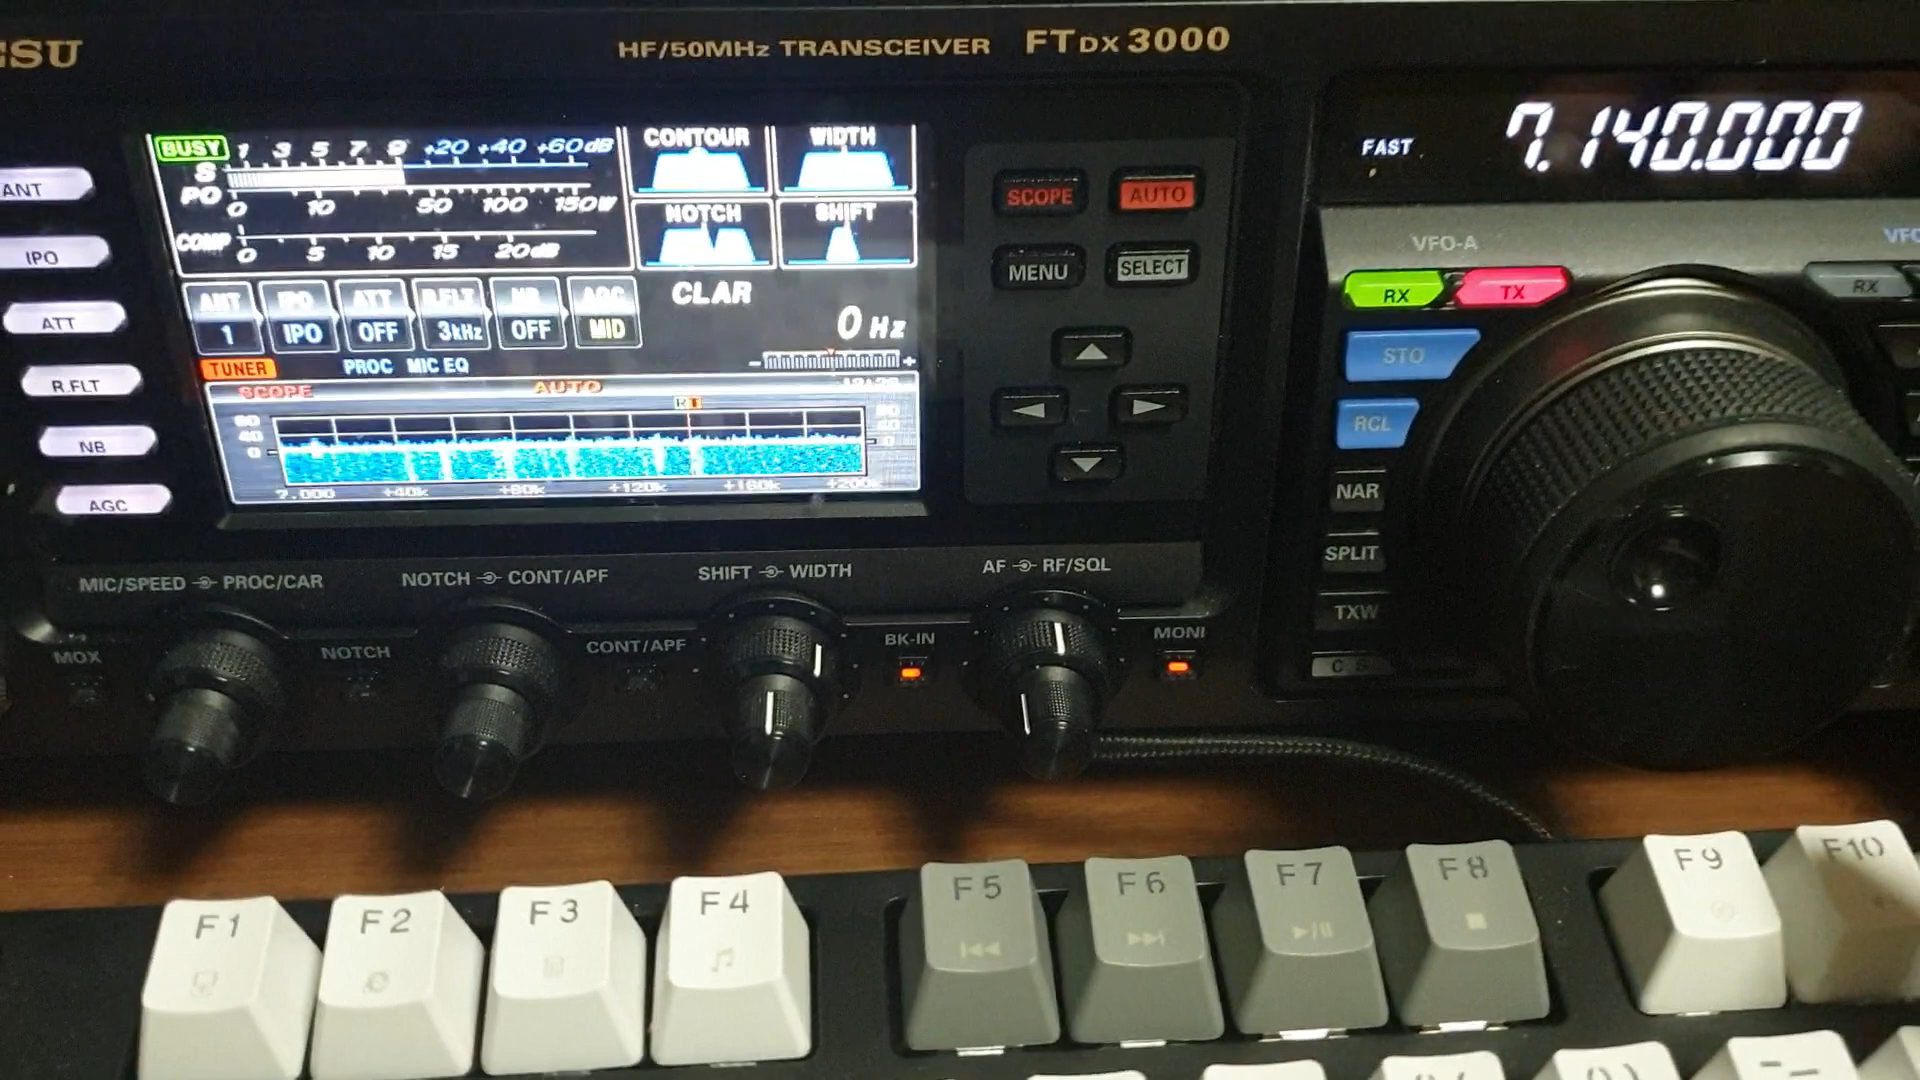 ESU HF/50MHz TRANSCEIVER FTDX3000
BUSY 1 3 5 7 9 +20 +40 +60dB
S
PO 0 10 50 100 150W
COMP 0 5 10 15 20dB
CONTOUR WIDTH
NOTCH SHIFT
ANT IPO ATT R.FLT NB AGC
1 IPO OFF 3kHz OFF MID
CLAR
0 Hz
TUNER PROC MIC EQ - +
SCOPE AUTO
R T
40
0
7.000 +40k +80k +120k +160k +200k
ANT
IPO
ATT
R.FLT
NB
AGC
SCOPE AUTO
MENU SELECT
FAST 7.140.000
VFO-A VFO
RX TX RX
STO
RCL
NAR
SPLIT
TXW
C.S
MIC/SPEED PROC/CAR NOTCH CONT/APF SHIFT WIDTH AF RF/SQL
MOX NOTCH CONT/APF BK-IN MONI
F1 F2 F3 F4 F5 F6 F7 F8 F9 F10